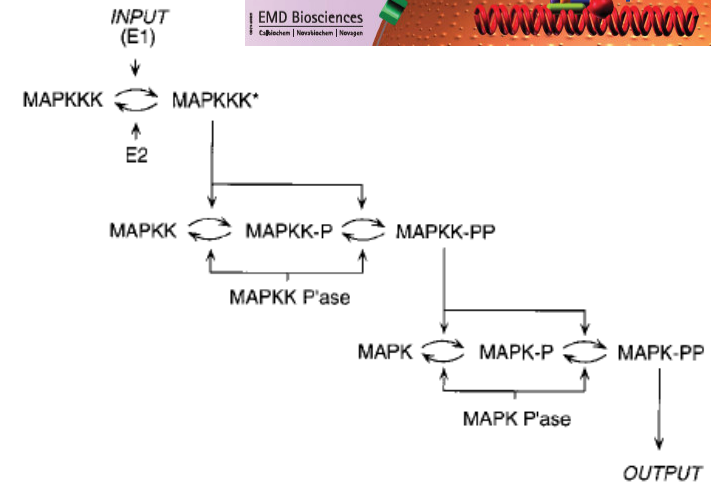 INPUT
(E1)
EMD Biosciences
Calbiochem | Novabiochem | Novagen
MAPKKK
MAPKKK*
E2
MAPKK
MAPKK-P
MAPKK-PP
MAPKK P'ase
MAPK
MAPK-P
MAPK-PP
MAPK P'ase
OUTPUT